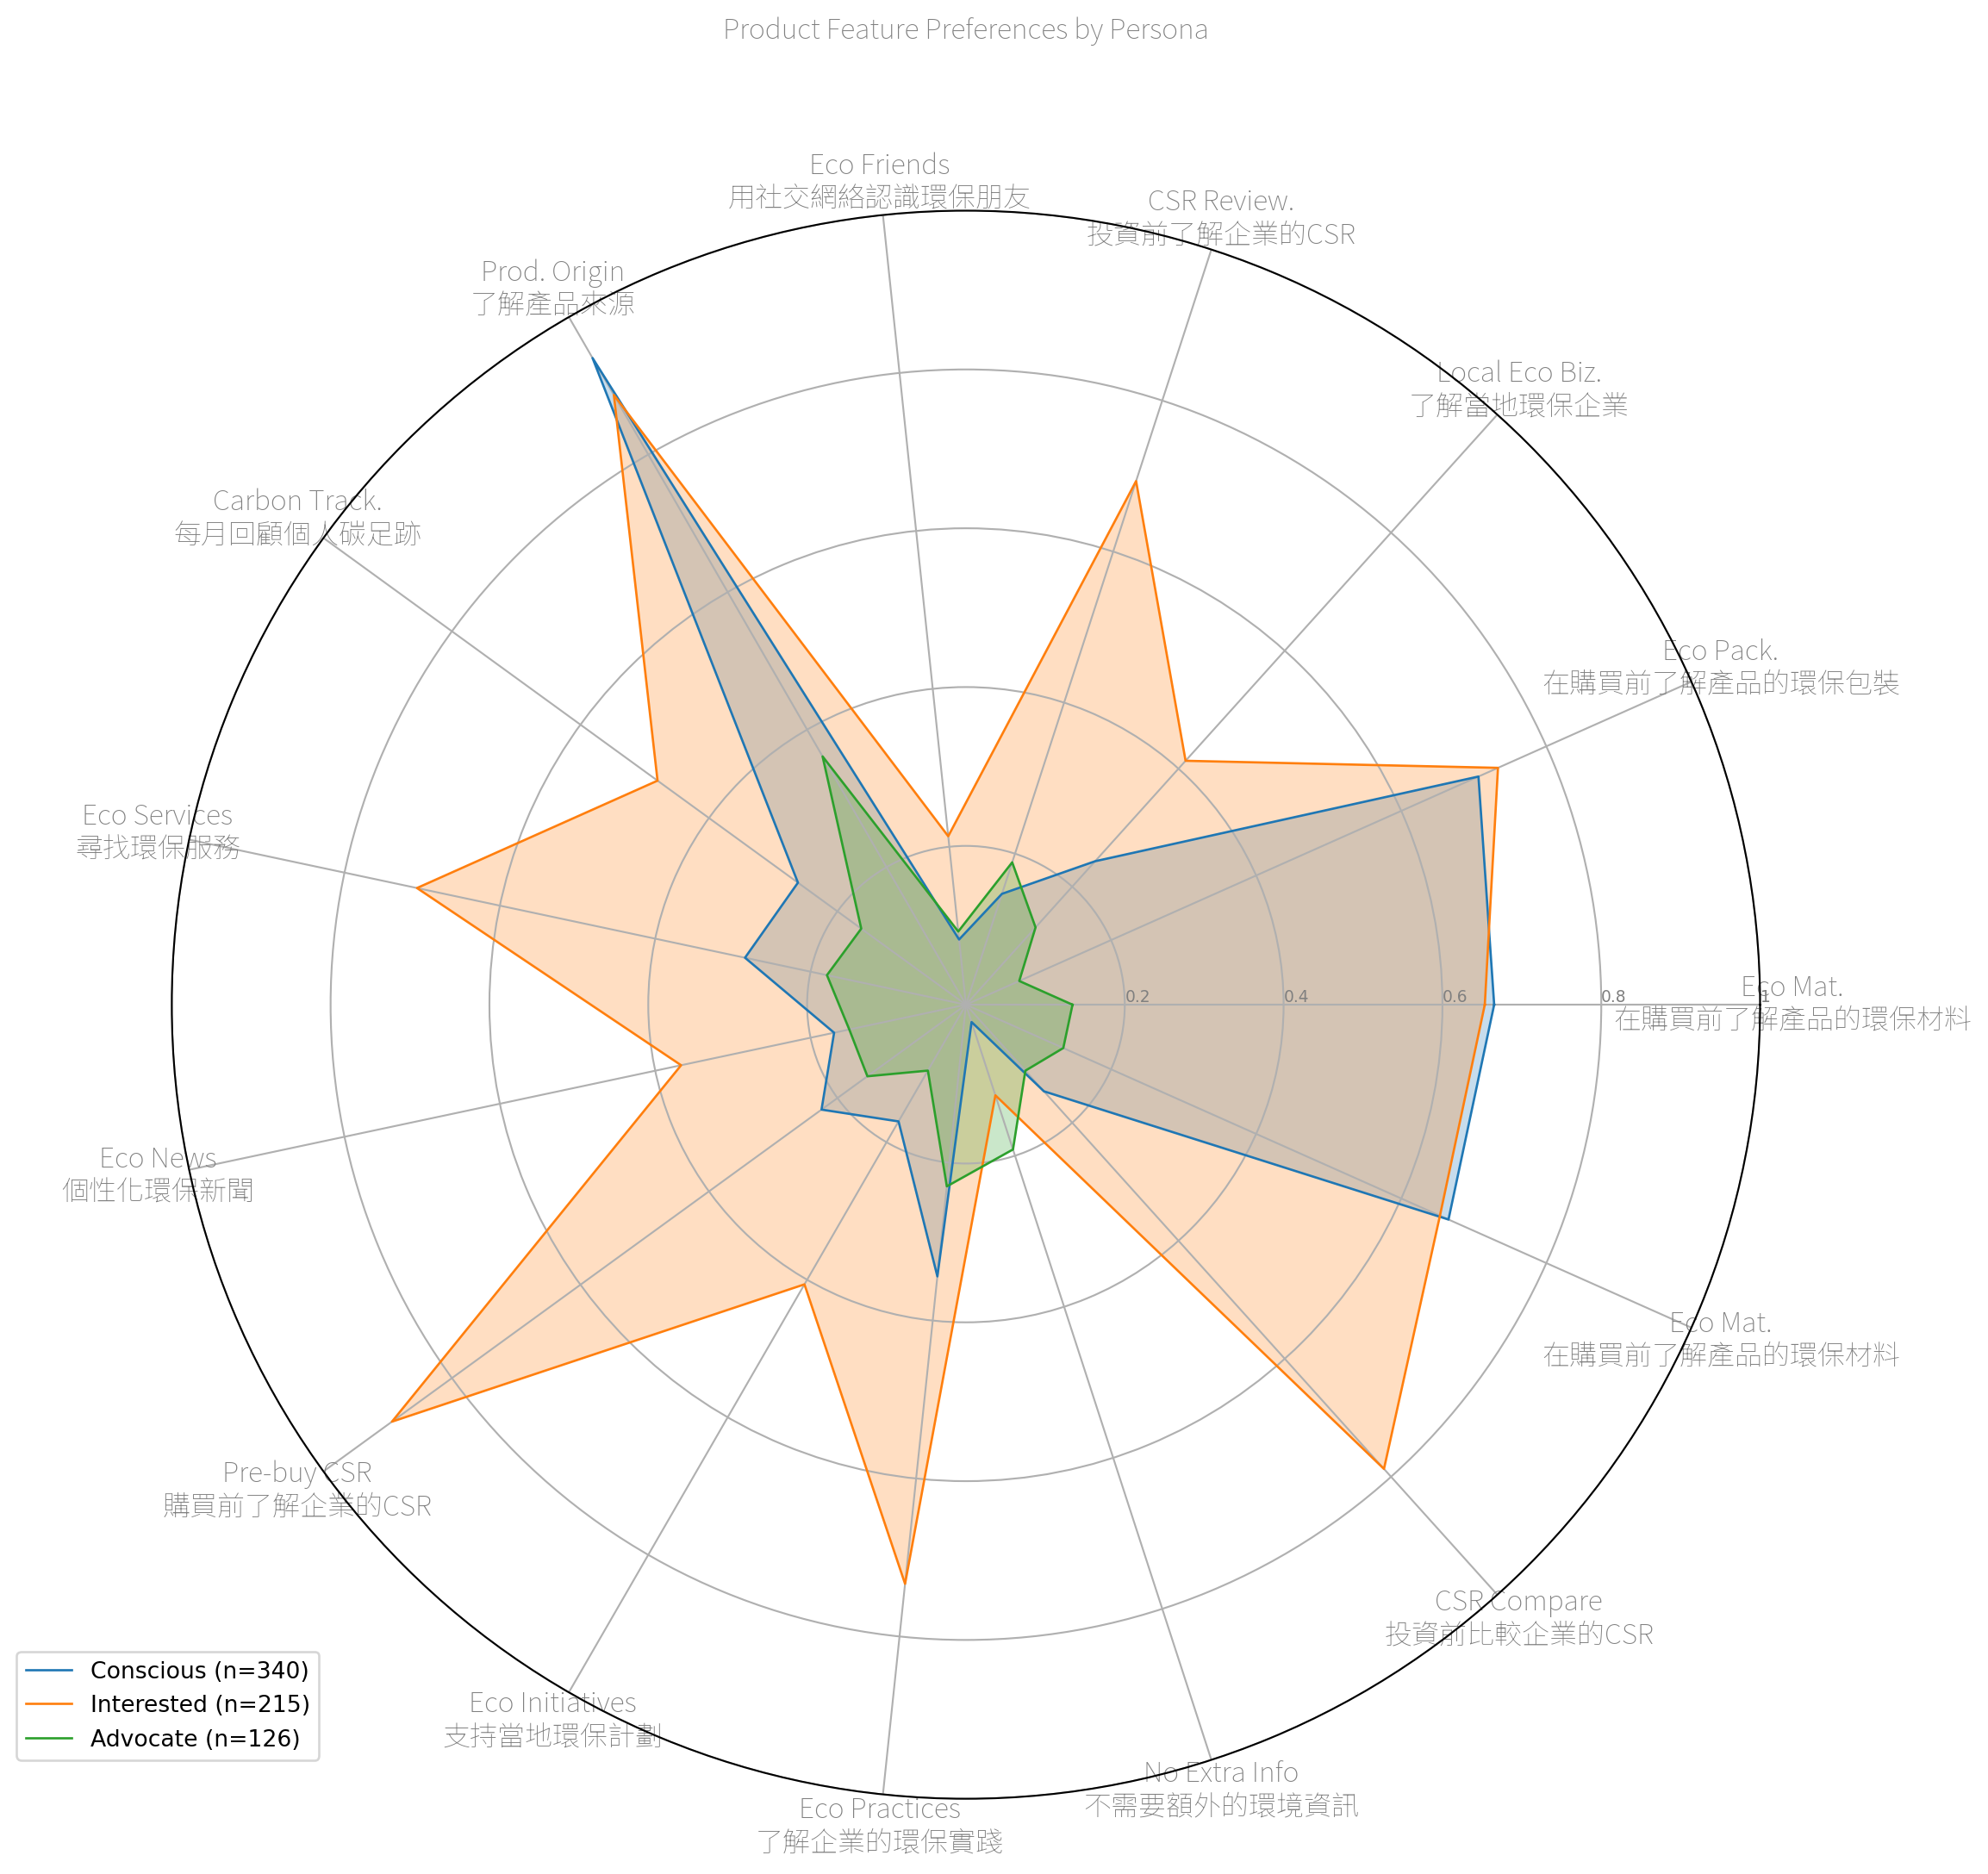 Product Feature Preferences by Persona
Eco Friends
用社交網絡認識環保朋友
CSR Review.
投資前了解企業的CSR
Prod. Origin
了解產品來源
Local Eco Biz.
了解當地環保企業
Carbon Track.
每月回顧個人碳足跡
Eco Pack.
在購買前了解產品的環保包裝
Eco Services
尋找環保服務
0.2
0.4
0.6
0.8
1
Eco Mat.
在購買前了解產品的環保材料
Eco News
個性化環保新聞
Eco Mat.
在購買前了解產品的環保材料
Pre-buy CSR
購買前了解企業的CSR
CSR Compare
投資前比較企業的CSR
Eco Initiatives
支持當地環保計劃
No Extra Info
不需要額外的環境資訊
Eco Practices
了解企業的環保實踐
Conscious (n=340)
Interested (n=215)
Advocate (n=126)